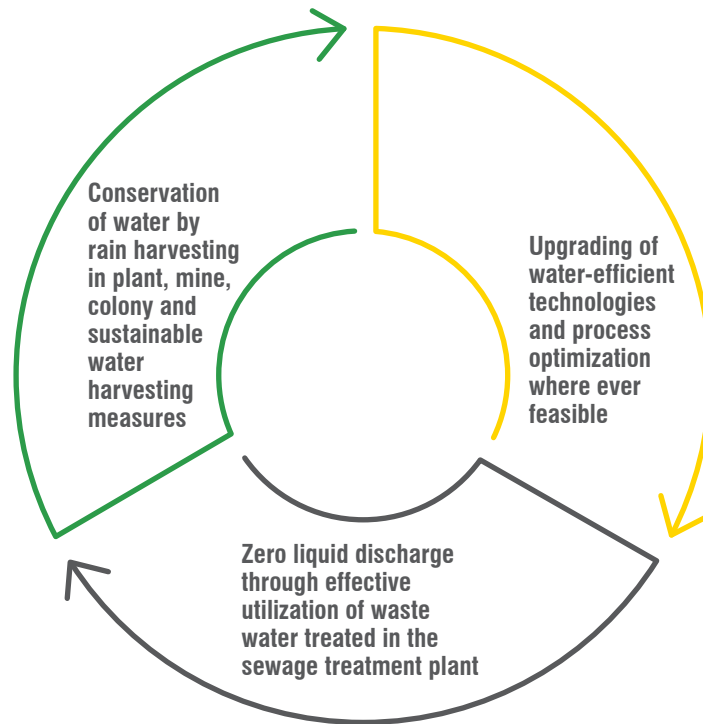 Conservation
of water by
rain harvesting
in plant, mine,
colony and
sustainable
water
harvesting
measures
Upgrading of
water-efficient
technologies
and process
optimization
where ever
feasible
Zero liquid discharge
through effective
utilization of waste
water treated in the
sewage treatment plant